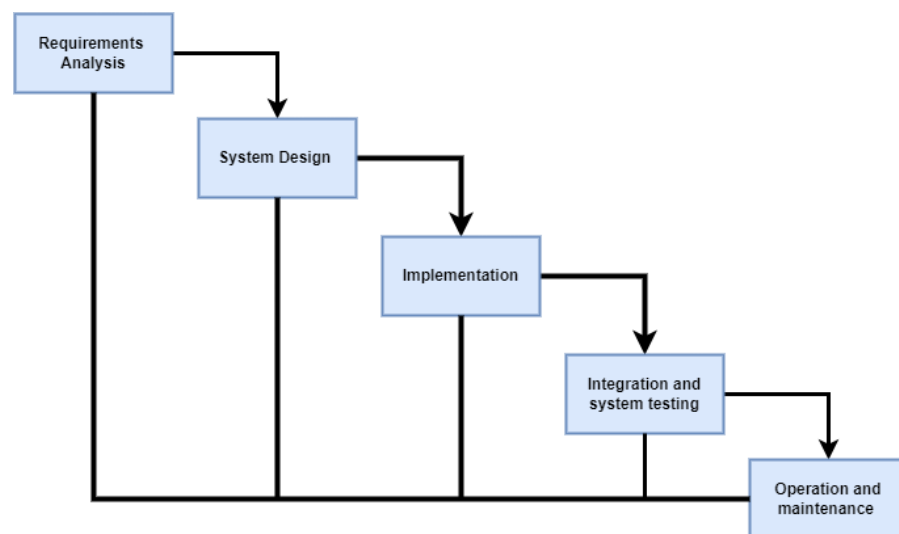 Requirements
Analysis
System Design
Implementation
Integration and
system testing
Operation and
maintenance